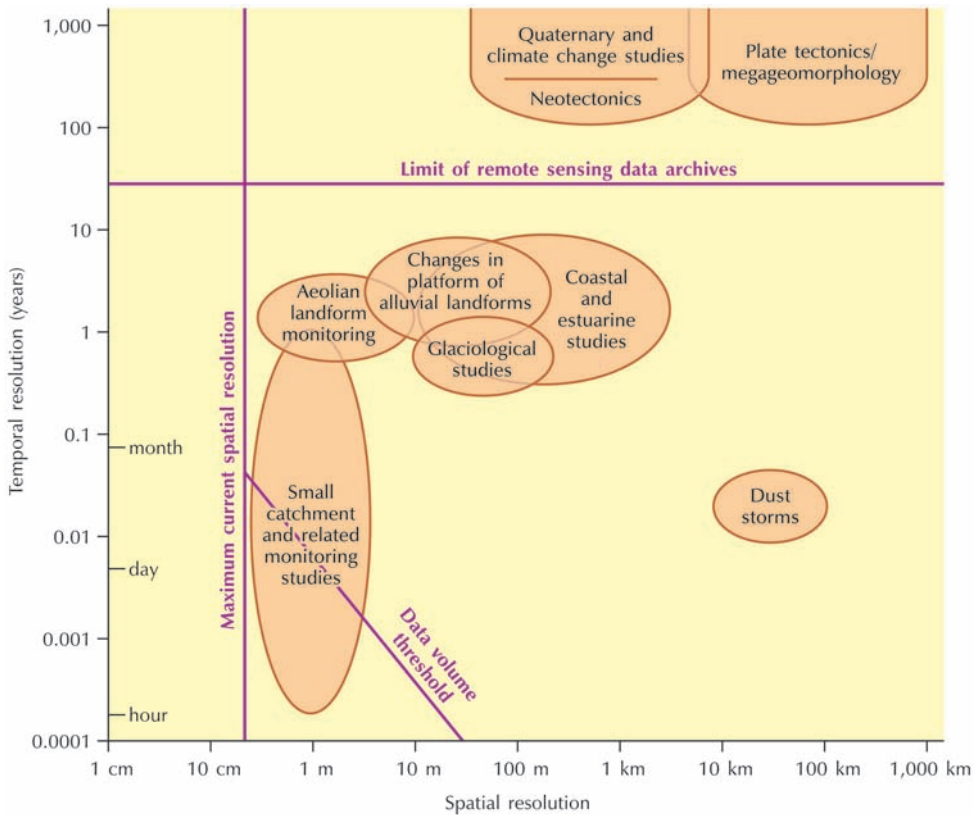 1,000
100
10
1
0.1
0.01
0.001
0.0001
month
day
hour
Temporal resolution (years)
Quaternary and
climate change studies
Neotectonics
Plate tectonics/
megageomorphology
Limit of remote sensing data archives
Maximum current spatial resolution
Aeolian
landform
monitoring
Changes in
platform of
alluvial landforms
Coastal
and
estuarine
studies
Glaciological
studies
Small
catchment
and related
monitoring
studies
Dust
storms
Data volume
threshold
1 cm
10 cm
1 m
10 m
100 m
1 km
10 km
100 km
1,000 km
Spatial resolution